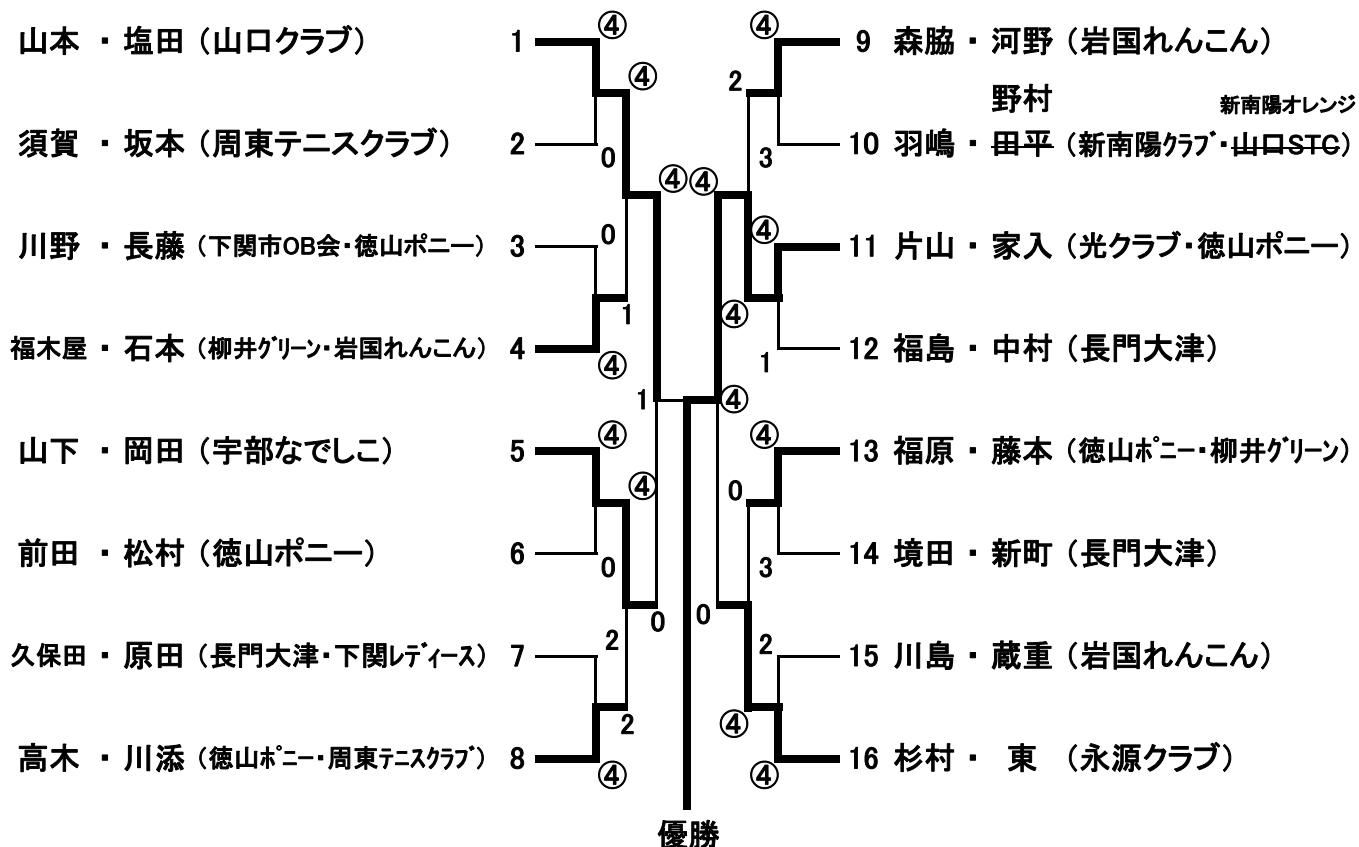 1 山本 ・ 塩田 (山口クラブ)
2 須賀 ・ 坂本 (周東テニスクラブ)
3 川野 ・ 長藤 (下関市OB会・徳山ポニー)
4 福木屋 ・ 石本 (柳井グリーン・岩国れんこん)
5 山下 ・ 岡田 (宇部なでしこ)
6 前田 ・ 松村 (徳山ポニー)
7 久保田 ・ 原田 (長門大津・下関レディース)
8 高木 ・ 川添 (徳山ポニー・周東テニスクラブ)
④
④
0
④
0
1
④
1
④
④
0
0
2
2
④
④
2
3
④
④
④
1
④
④
0
3
0
2
④
④
9 森脇 ・ 河野 (岩国れんこん)
野村
新南陽オレンジ
10 羽嶋 ・ 田平 (新南陽クラブ・山口STC)
11 片山 ・ 家入 (光クラブ・徳山ポニー)
12 福島 ・ 中村 (長門大津)
13 福原 ・ 藤本 (徳山ポニー・柳井グリーン)
14 境田 ・ 新町 (長門大津)
15 川島 ・ 蔵重 (岩国れんこん)
16 杉村 ・ 東 (永源クラブ)
優勝